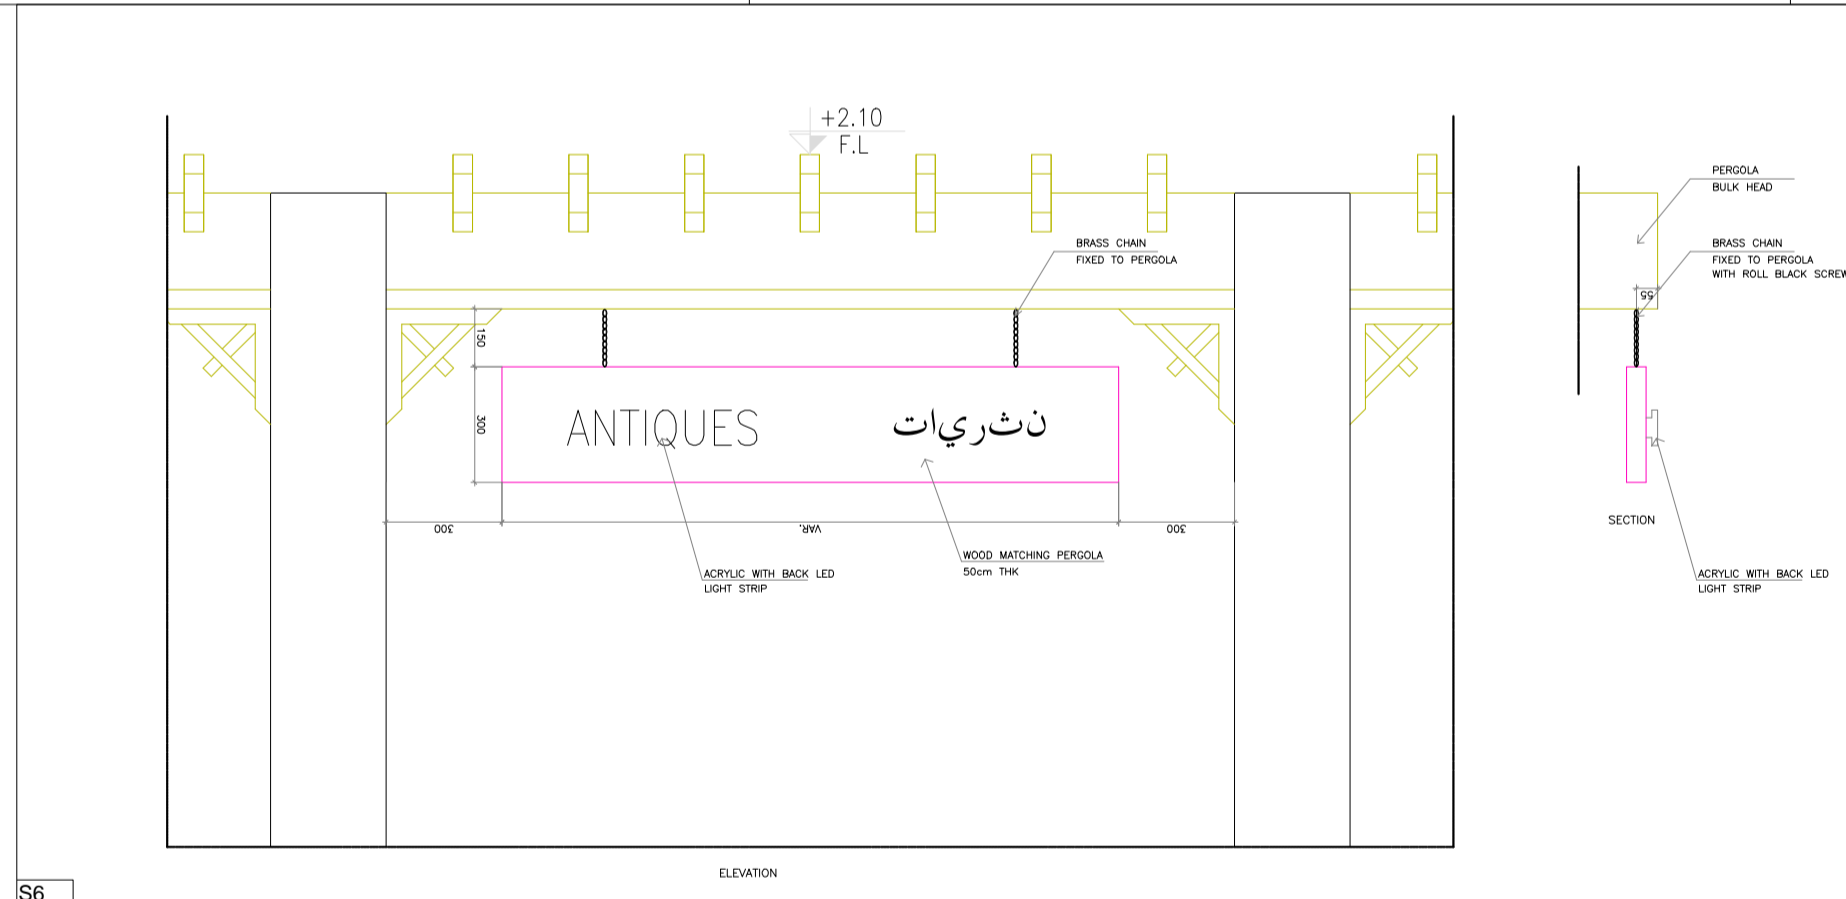 +2.10
F.L
BRASS CHAIN
FIXED TO PERGOLA
150
300
ANTIQUES
نثريات
300
VAR.
300
WOOD MATCHING PERGOLA
50cm THK
ACRYLIC WITH BACK LED
LIGHT STRIP
ELEVATION
PERGOLA
BULK HEAD
BRASS CHAIN
FIXED TO PERGOLA
WITH ROLL BLACK SCREW
55
SECTION
ACRYLIC WITH BACK LED
LIGHT STRIP
S6